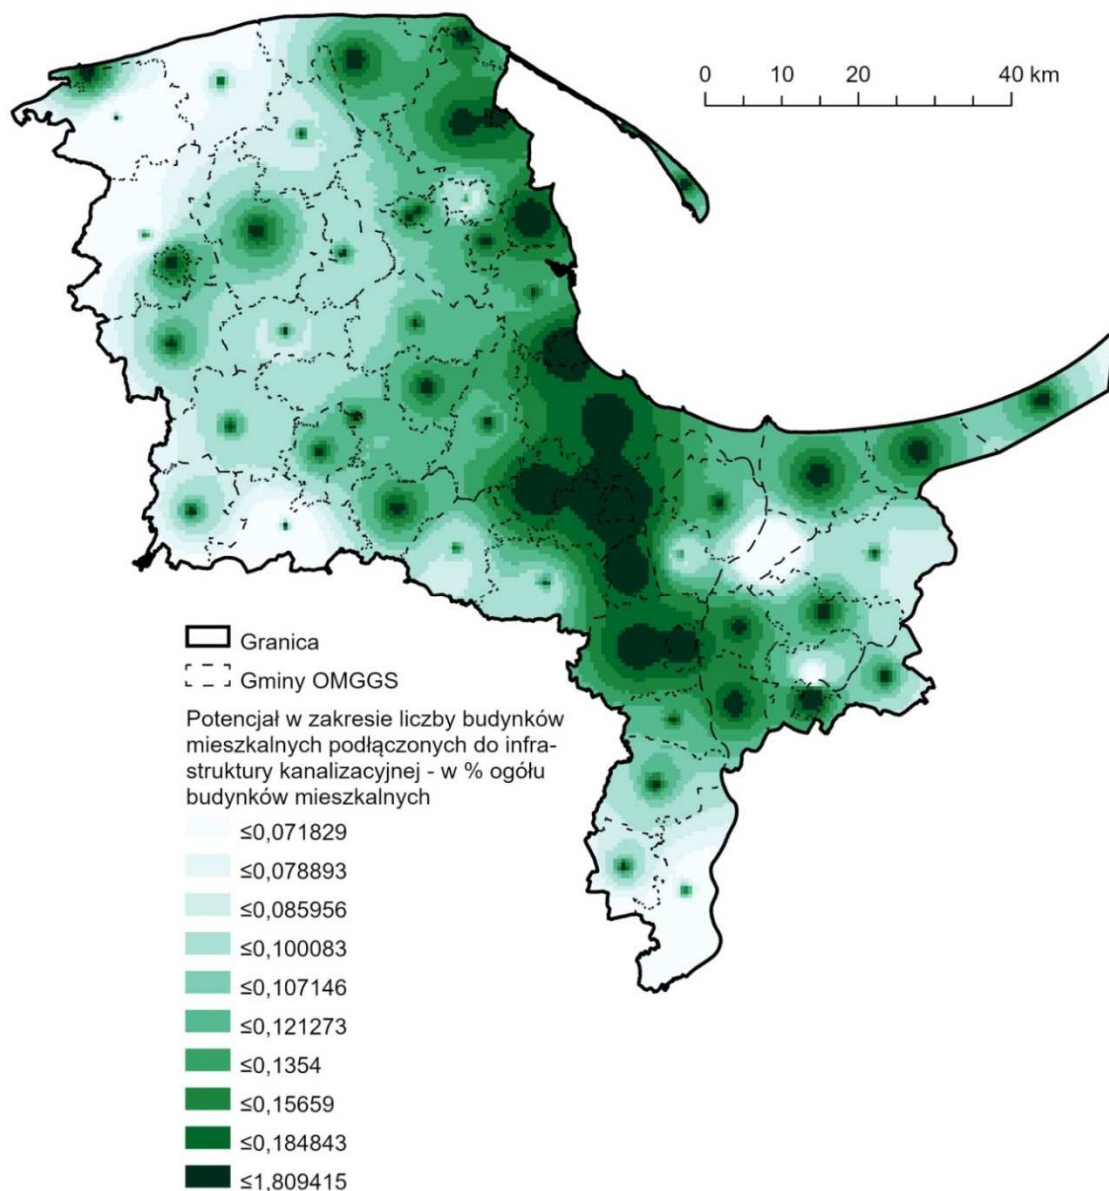 0 10 20 40 km
Granica
Gminy OMGGS
Potencjał w zakresie liczby budynków
mieszkalnych podłączonych do infra-
struktury kanalizacyjnej - w % ogółu
budynków mieszkalnych
≤0,071829
≤0,078893
≤0,085956
≤0,100083
≤0,107146
≤0,121273
≤0,1354
≤0,15659
≤0,184843
≤1,809415